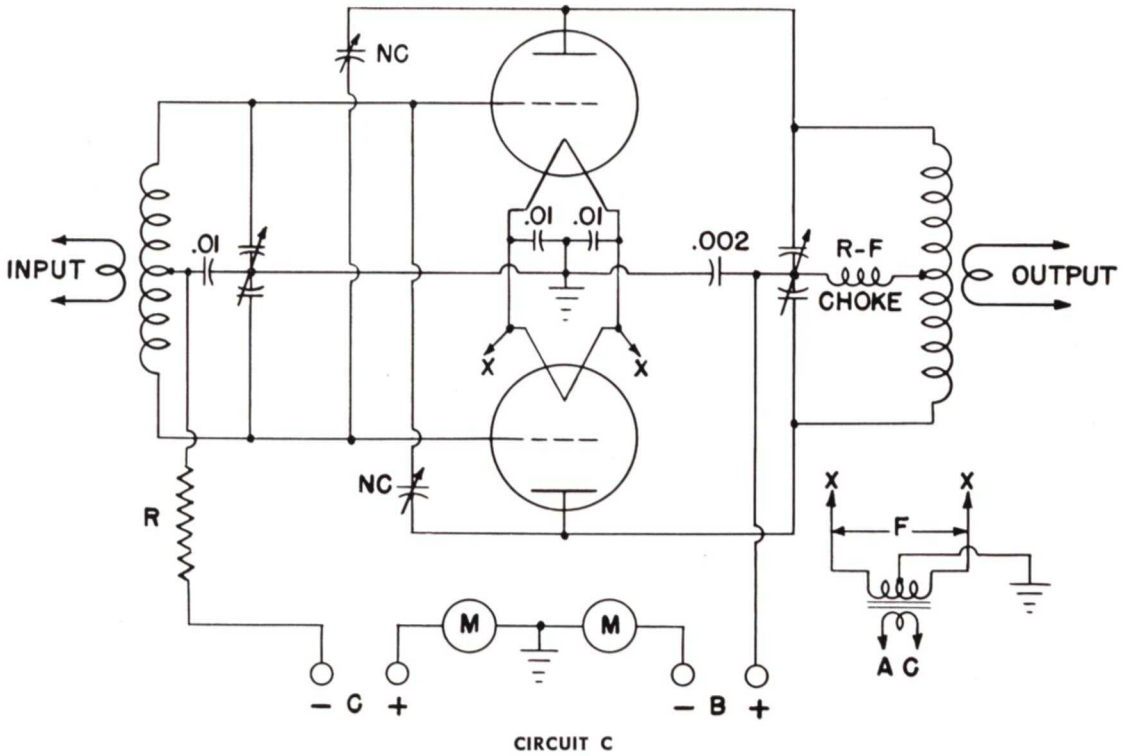 NC
.01
.01 .01
.002
R-F
CHOKE
INPUT
OUTPUT
X X
NC
R
X X
F
M M
A C
- C + - B +
CIRCUIT C